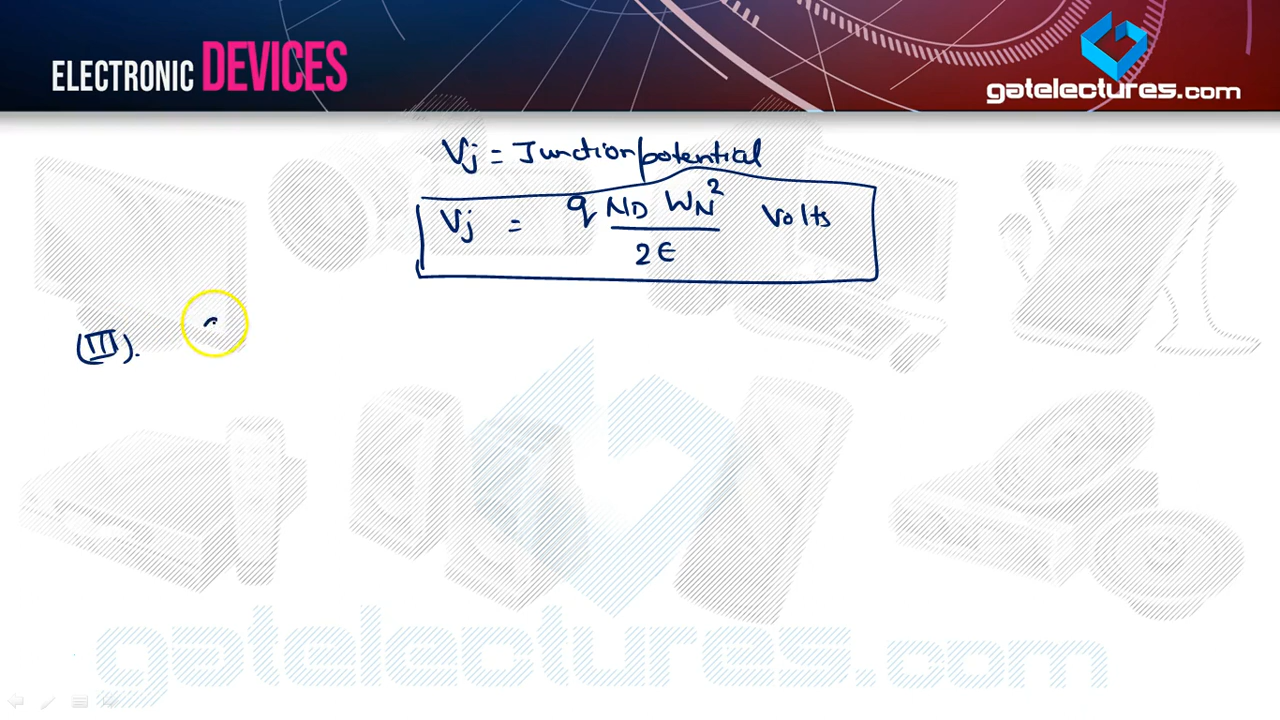 ELECTRONIC DEVICES
gatelectures.com
Vj = Junction potential
Vj = q ND WN² / 2ϵ Volts
(III).
gatelectures.com